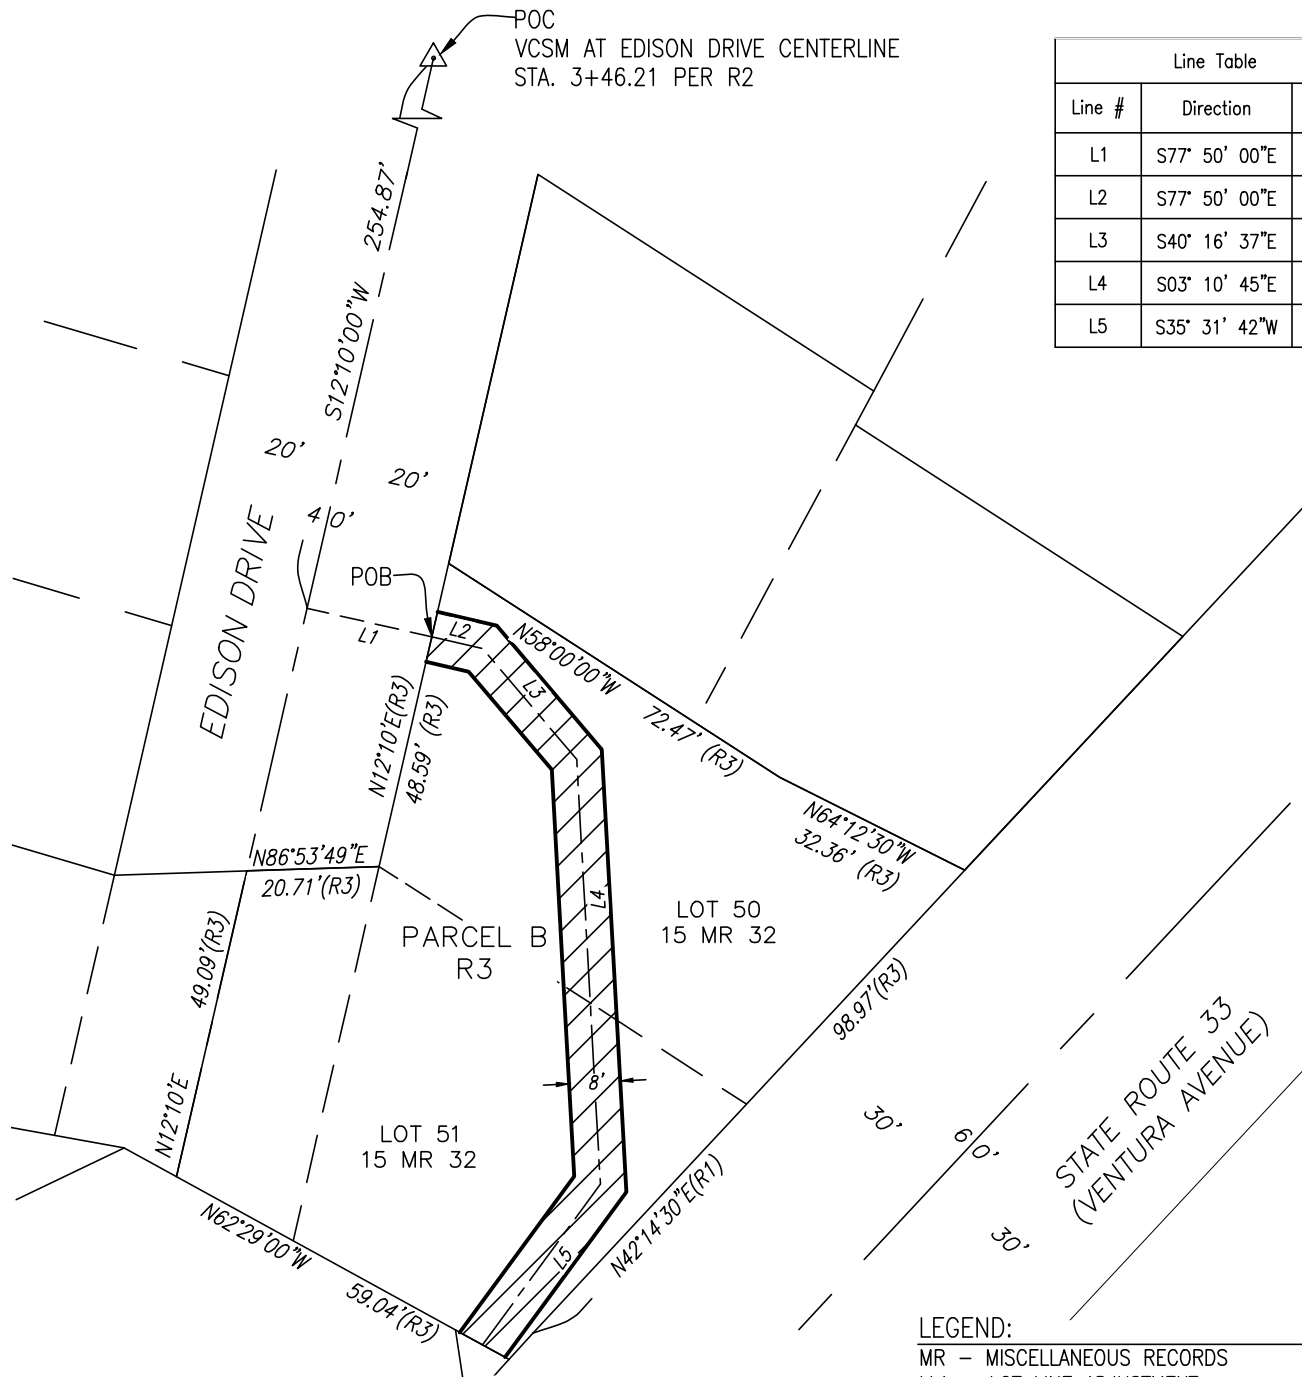 POC
VCSM AT EDISON DRIVE CENTERLINE
STA. 3+46.21 PER R2
Line Table
Line # Direction
L1 S77° 50' 00"E
L2 S77° 50' 00"E
L3 S40° 16' 37"E
L4 S03° 10' 45"E
L5 S35° 31' 42"W
S12°10'00"W 254.87'
20'
20'
40'
EDISON DRIVE
POB
L1
L2
L3
N58°00'00"W
72.47' (R3)
N12°10'E(R3)
48.59' (R3)
N64°12'30"W
32.36' (R3)
N86°53'49"E
20.71'(R3)
L4
LOT 50
15 MR 32
PARCEL B
R3
49.09'(R3)
N12°10'E
98.97'(R3)
8'
LOT 51
15 MR 32
30'
60'
30'
STATE ROUTE 33
(VENTURA AVENUE)
N42°14'30"E(R1)
N62°29'00"W
59.04'(R3)
L5
LEGEND:
MR – MISCELLANEOUS RECORDS